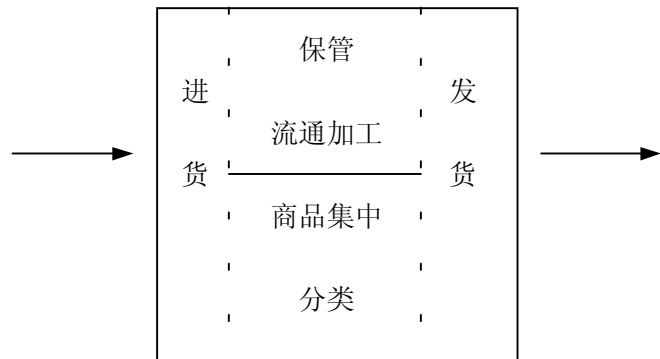 保管
进
发
流通加工
货
货
商品集中
分类